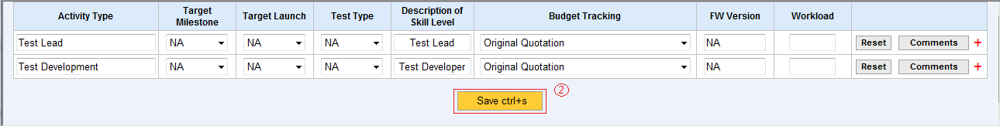 Activity Type Target Milestone Target Launch Test Type Description of Skill Level Budget Tracking FW Version Workload
Test Lead NA NA NA Test Lead Original Quotation NA Reset Comments +
Test Development NA NA NA Test Developer Original Quotation NA Reset Comments +
Save ctrl+s ②